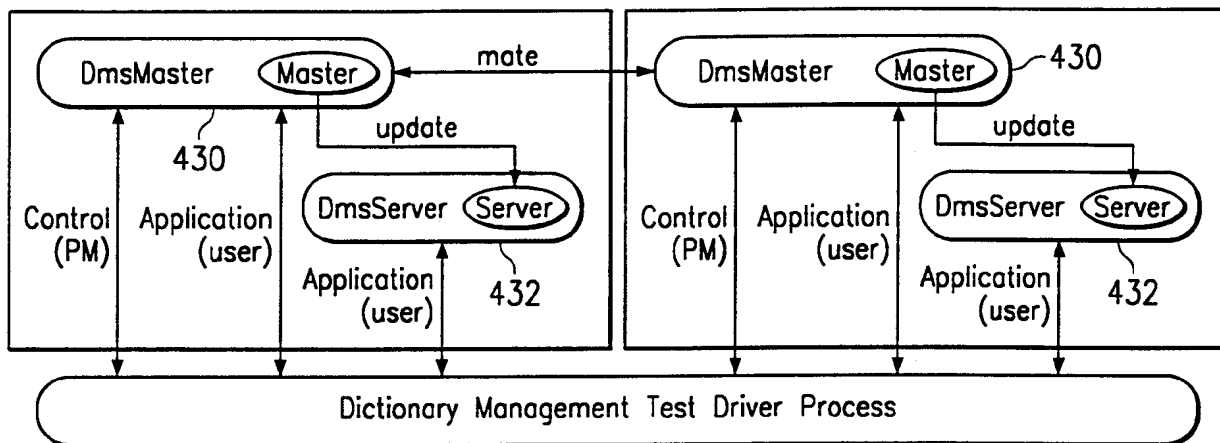 DmsMaster Master
mate
DmsMaster Master
430
430
update
update
DmsServer Server
DmsServer Server
Control
(PM)
Application
(user)
Application
(user)
432
Control
(PM)
Application
(user)
Application
(user)
432
Dictionary Management Test Driver Process